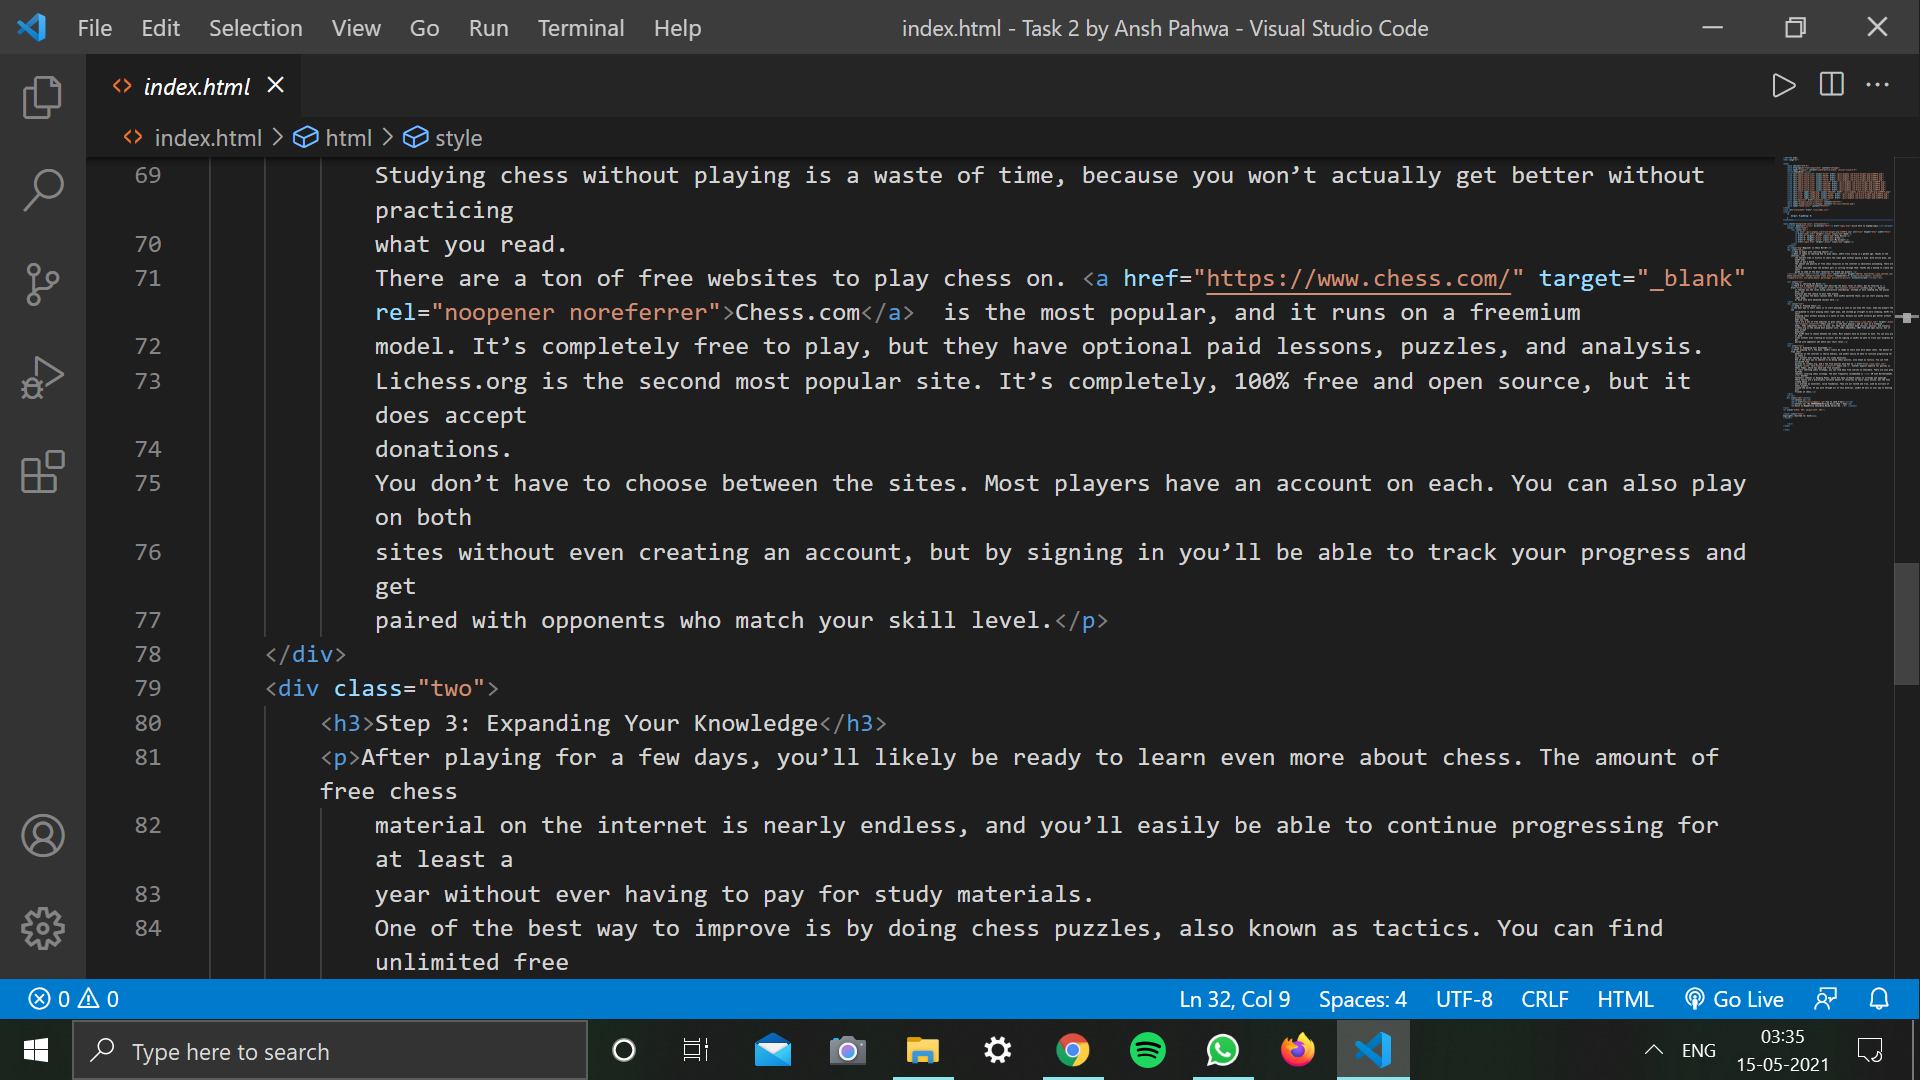 File Edit Selection View Go Run Terminal Help index.html - Task 2 by Ansh Pahwa - Visual Studio Code
index.html
index.html > html > style
69 Studying chess without playing is a waste of time, because you won’t actually get better without
practicing
70 what you read.
71 There are a ton of free websites to play chess on. <a href="https://www.chess.com/" target="_blank"
rel="noopener noreferrer">Chess.com</a>  is the most popular, and it runs on a freemium
72 model. It’s completely free to play, but they have optional paid lessons, puzzles, and analysis.
73 Lichess.org is the second most popular site. It’s completely, 100% free and open source, but it
does accept
74 donations.
75 You don’t have to choose between the sites. Most players have an account on each. You can also play
on both
76 sites without even creating an account, but by signing in you’ll be able to track your progress and
get
77 paired with opponents who match your skill level.</p>
78 </div>
79 <div class="two">
80 <h3>Step 3: Expanding Your Knowledge</h3>
81 <p>After playing for a few days, you’ll likely be ready to learn even more about chess. The amount of
free chess
82 material on the internet is nearly endless, and you’ll easily be able to continue progressing for
at least a
83 year without ever having to pay for study materials.
84 One of the best way to improve is by doing chess puzzles, also known as tactics. You can find
unlimited free
0 0 Ln 32, Col 9 Spaces: 4 UTF-8 CRLF HTML Go Live
Type here to search ENG 03:35
15-05-2021